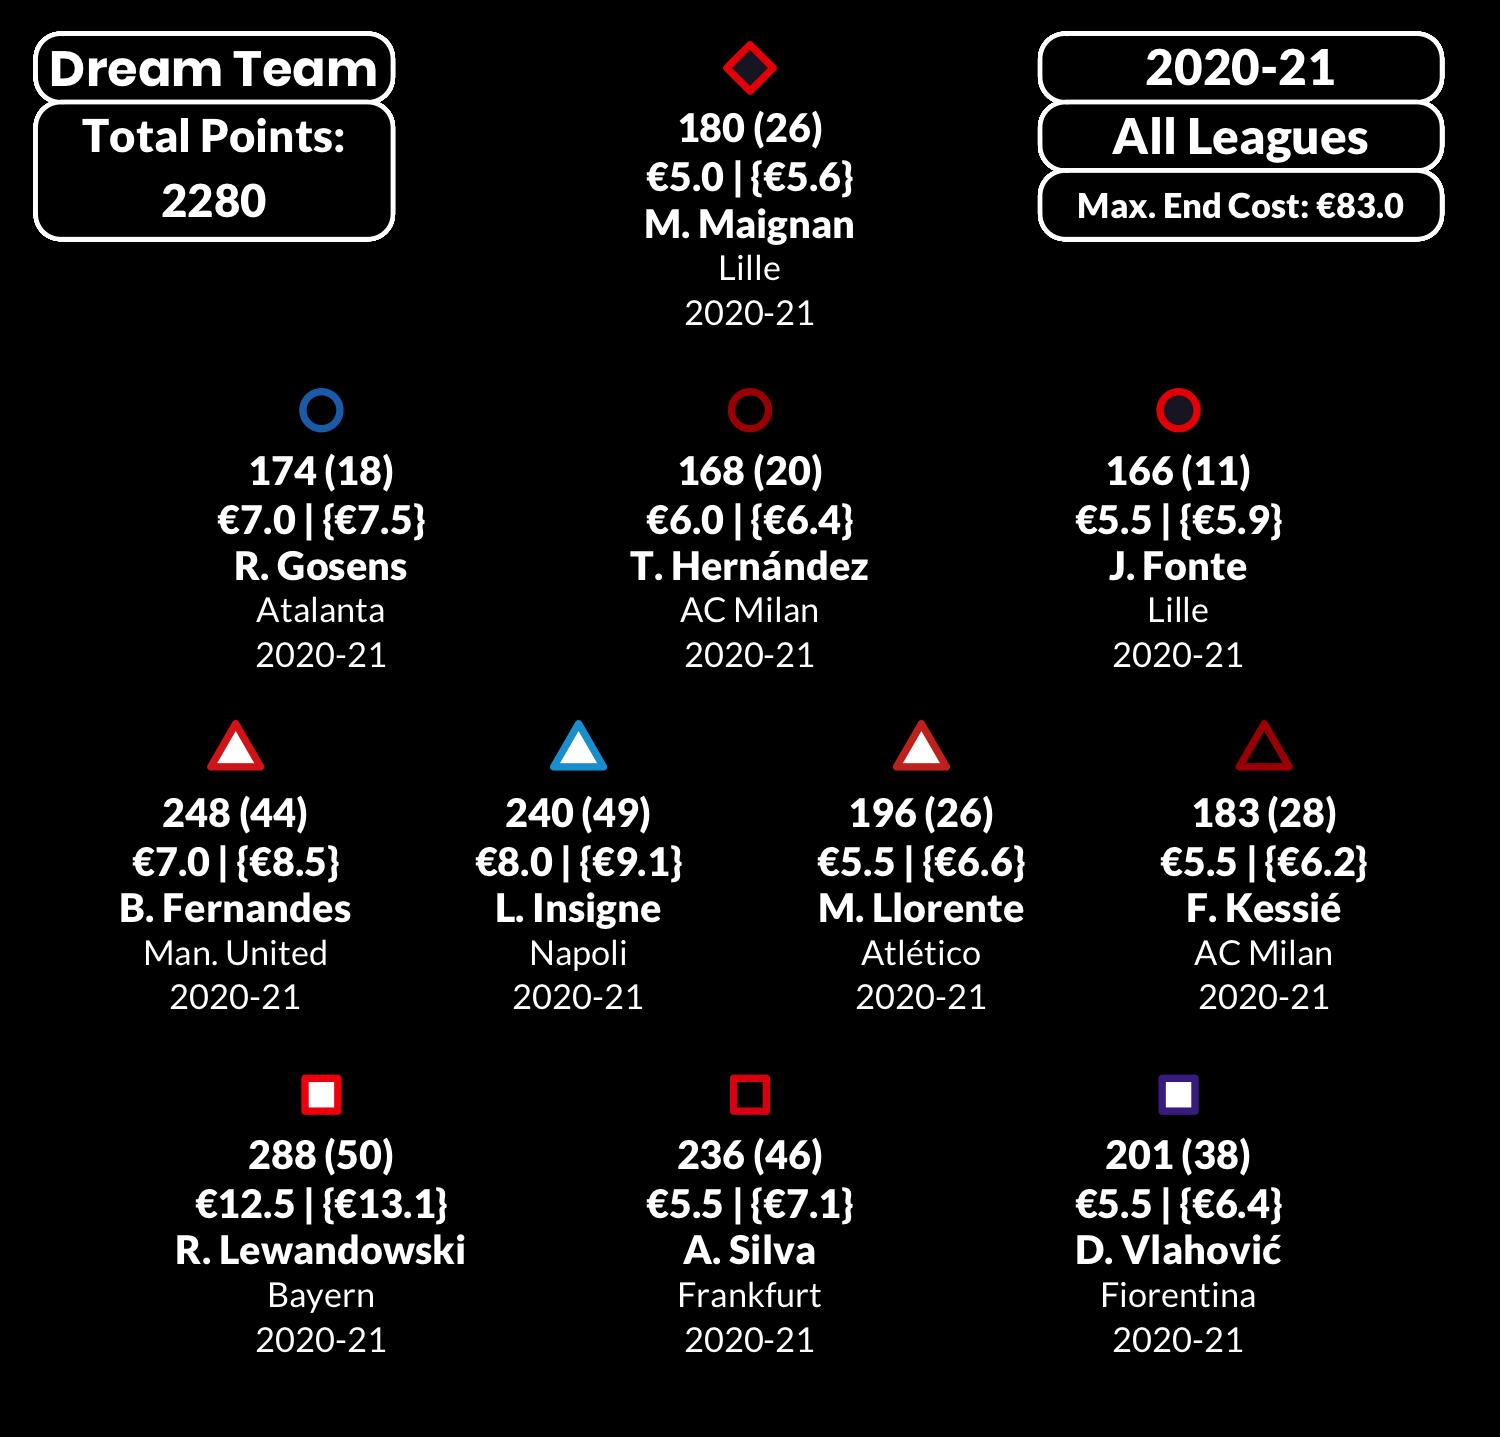 Dream Team
Total Points:
2280
2020-21
All Leagues
Max. End Cost: €83.0
180 (26)
€5.0 | {€5.6}
M. Maignan
Lille
2020-21
174 (18)
€7.0 | {€7.5}
R. Gosens
Atalanta
2020-21
168 (20)
€6.0 | {€6.4}
T. Hernández
AC Milan
2020-21
166 (11)
€5.5 | {€5.9}
J. Fonte
Lille
2020-21
248 (44)
€7.0 | {€8.5}
B. Fernandes
Man. United
2020-21
240 (49)
€8.0 | {€9.1}
L. Insigne
Napoli
2020-21
196 (26)
€5.5 | {€6.6}
M. Llorente
Atlético
2020-21
183 (28)
€5.5 | {€6.2}
F. Kessié
AC Milan
2020-21
288 (50)
€12.5 | {€13.1}
R. Lewandowski
Bayern
2020-21
236 (46)
€5.5 | {€7.1}
A. Silva
Frankfurt
2020-21
201 (38)
€5.5 | {€6.4}
D. Vlahović
Fiorentina
2020-21